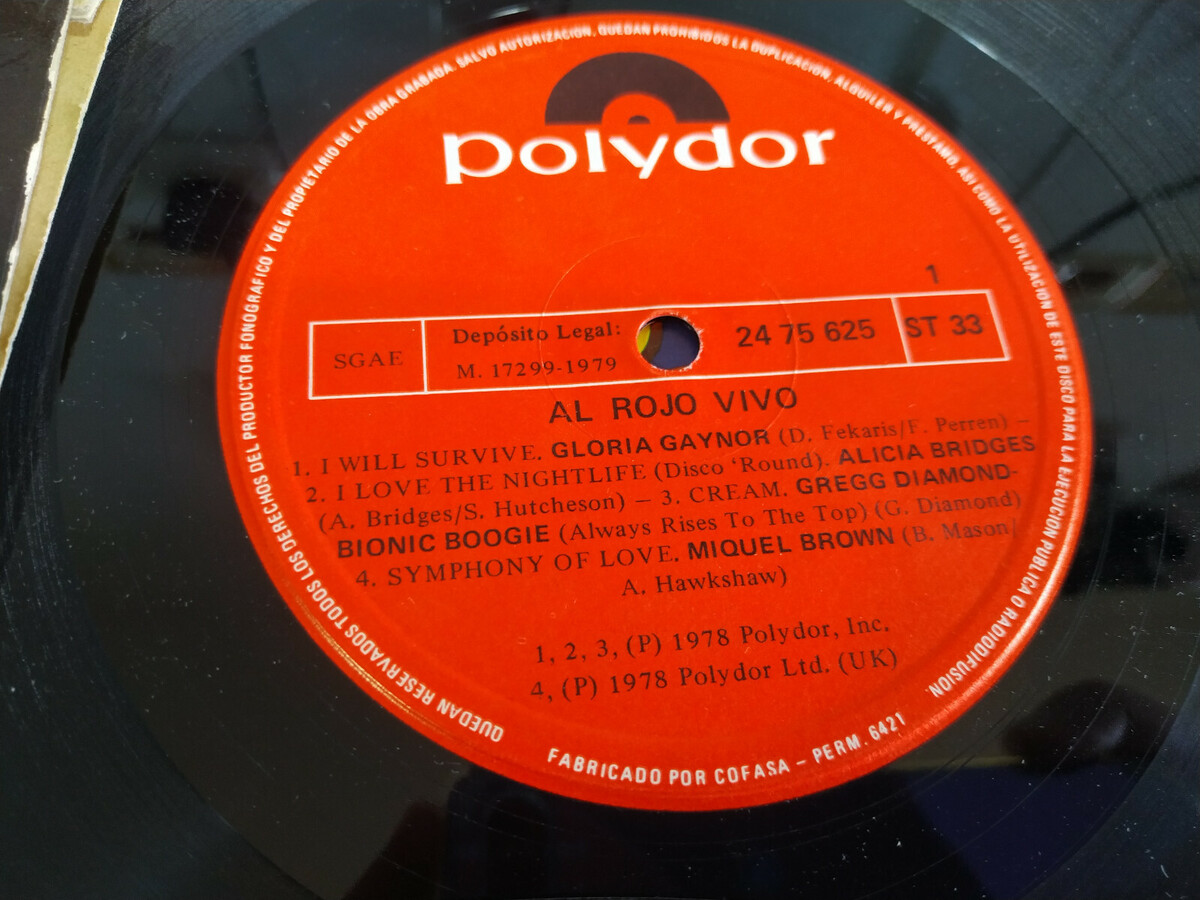 QUEDAN RESERVADOS TODOS LOS DERECHOS DEL PRODUCTOR FONOGRAFICO Y DEL PROPIETARIO DE LA OBRA GRABADA. SALVO AUTORIZACION, QUEDAN PROHIBIDOS LA DUPLICACION, ALQUILER Y PRESTAMO, ASI COMO LA UTILIZACION DE ESTE DISCO PARA LA EJECUCION PUBLICA O RADIODIFUSION.
polydor
1
SGAE
Depósito Legal:
M. 17299-1979
24 75 625
ST 33
AL ROJO VIVO
1. I WILL SURVIVE. GLORIA GAYNOR (D. Fekaris/F. Perren) –
2. I LOVE THE NIGHTLIFE (Disco 'Round). ALICIA BRIDGES
(A. Bridges/S. Hutcheson) – 3. CREAM. GREGG DIAMOND-
BIONIC BOOGIE (Always Rises To The Top) (G. Diamond)
4. SYMPHONY OF LOVE. MIQUEL BROWN (B. Mason/
A. Hawkshaw)
1, 2, 3, (P) 1978 Polydor, Inc.
4, (P) 1978 Polydor Ltd. (UK)
FABRICADO POR COFASA – PERM. 6421